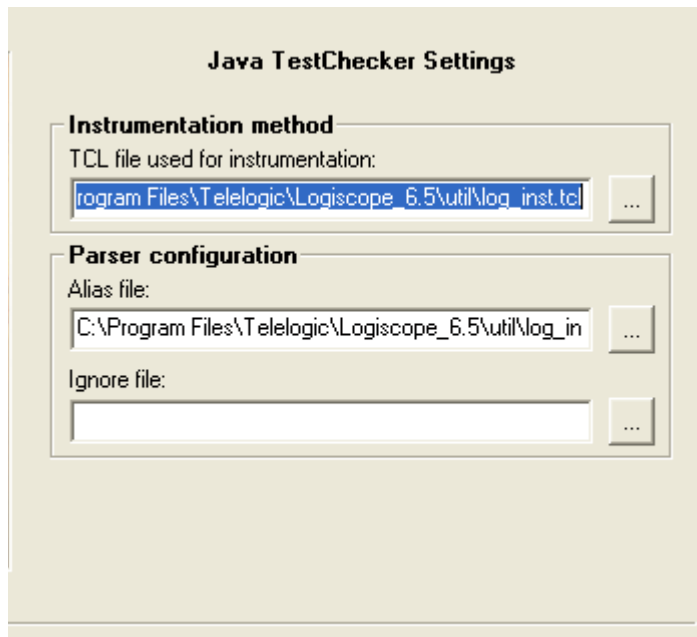 Java TestChecker Settings
Instrumentation method
TCL file used for instrumentation:
rogram Files\Telelogic\Logiscope_6.5\util\log_inst.tcl
...
Parser configuration
Alias file:
C:\Program Files\Telelogic\Logiscope_6.5\util\log_in
...
Ignore file:
...